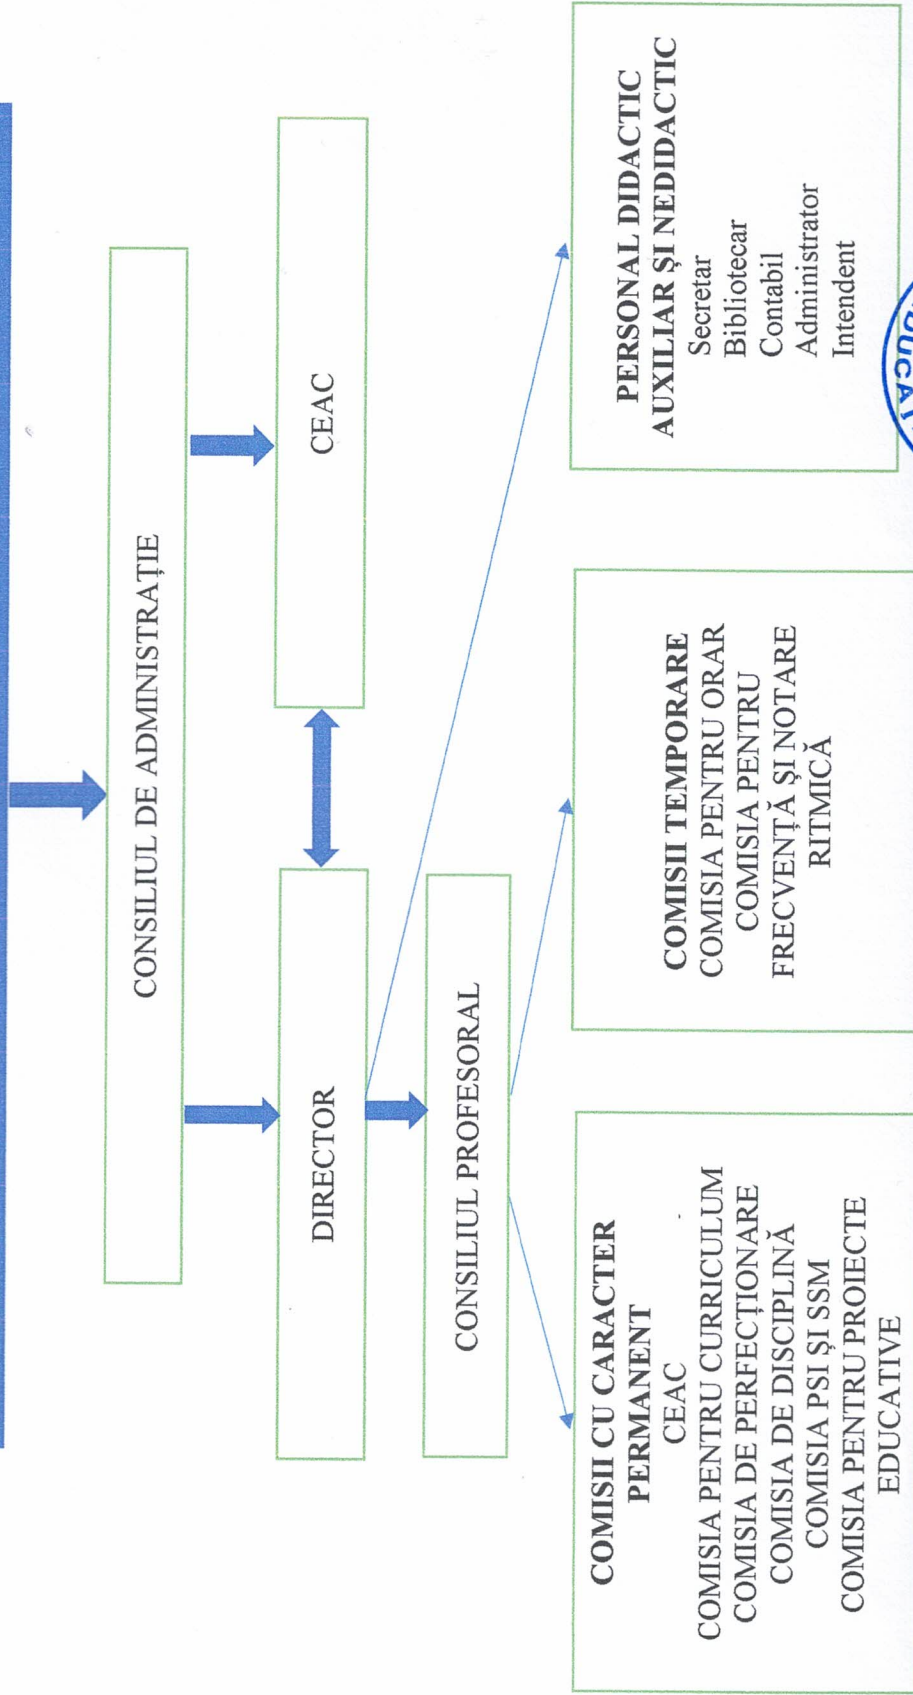 CONSILIUL DE ADMINISTRAȚIE
DIRECTOR
CEAC
CONSILIUL PROFESORAL
COMISII CU CARACTER
PERMANENT
CEAC
COMISIA PENTRU CURRICULUM
COMISIA DE PERFECȚIONARE
COMISIA DE DISCIPLINĂ
COMISIA PSI ȘI SSM
COMISIA PENTRU PROIECTE
EDUCATIVE
COMISII TEMPORARE
COMISIA PENTRU ORAR
COMISIA PENTRU
FRECVENȚĂ ȘI NOTARE
RITMICĂ
PERSONAL DIDACTIC
AUXILIAR ȘI NEDIDACTIC
Secretar
Bibliotecar
Contabil
Administrator
Intendent